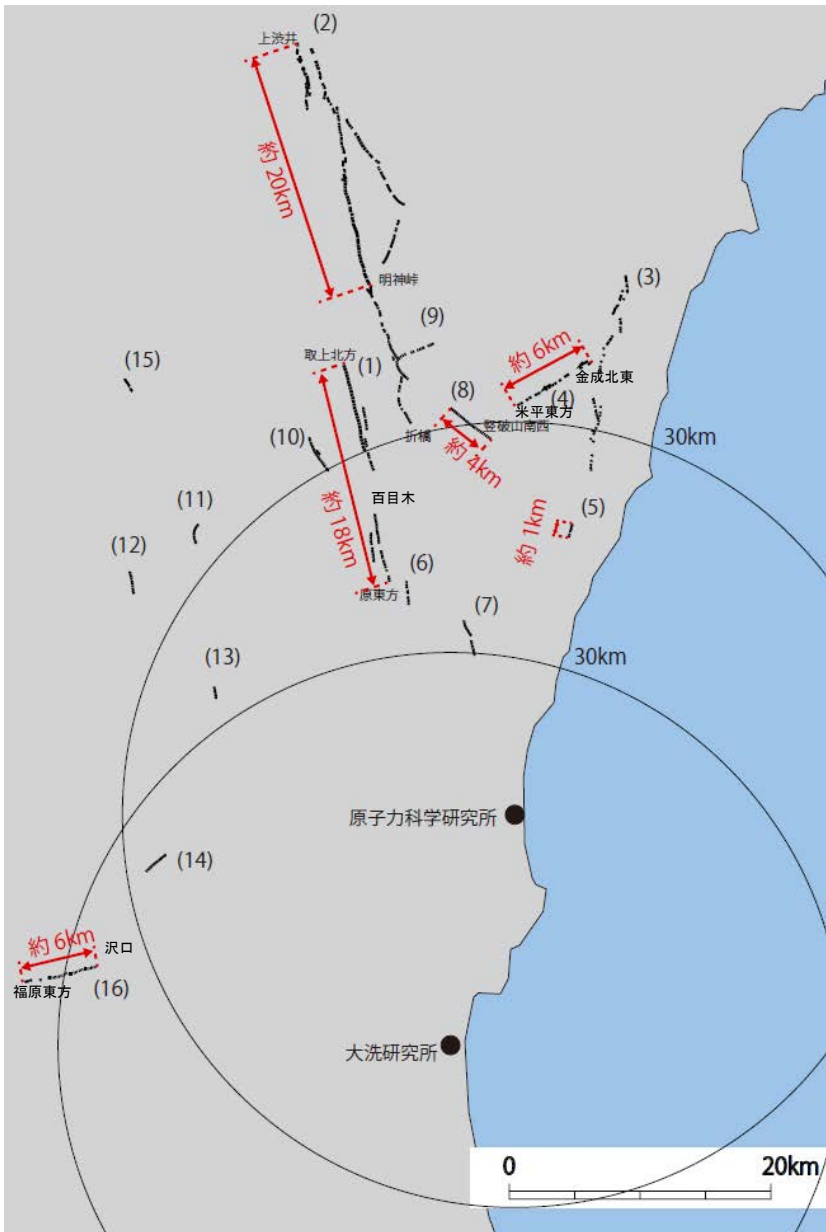 (2)
上渋井
約 20km
明神峠
(3)
(9)
(15)
取上北方
(1)
約 6km
金成北東
(8)
(4)
米平東方
竪破山南西
折橋
30km
(10)
約 4km
百目木
約 18km
(11)
(5)
約 1km
(12)
(6)
原東方
(7)
(13)
30km
原子力科学研究所
(14)
約 6km
沢口
福原東方
(16)
大洗研究所
0
20km